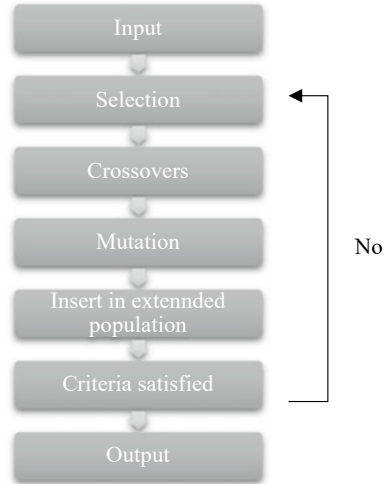 Input
Selection
Crossovers
Mutation
No
Insert in extennded
population
Criteria satisfied
Output